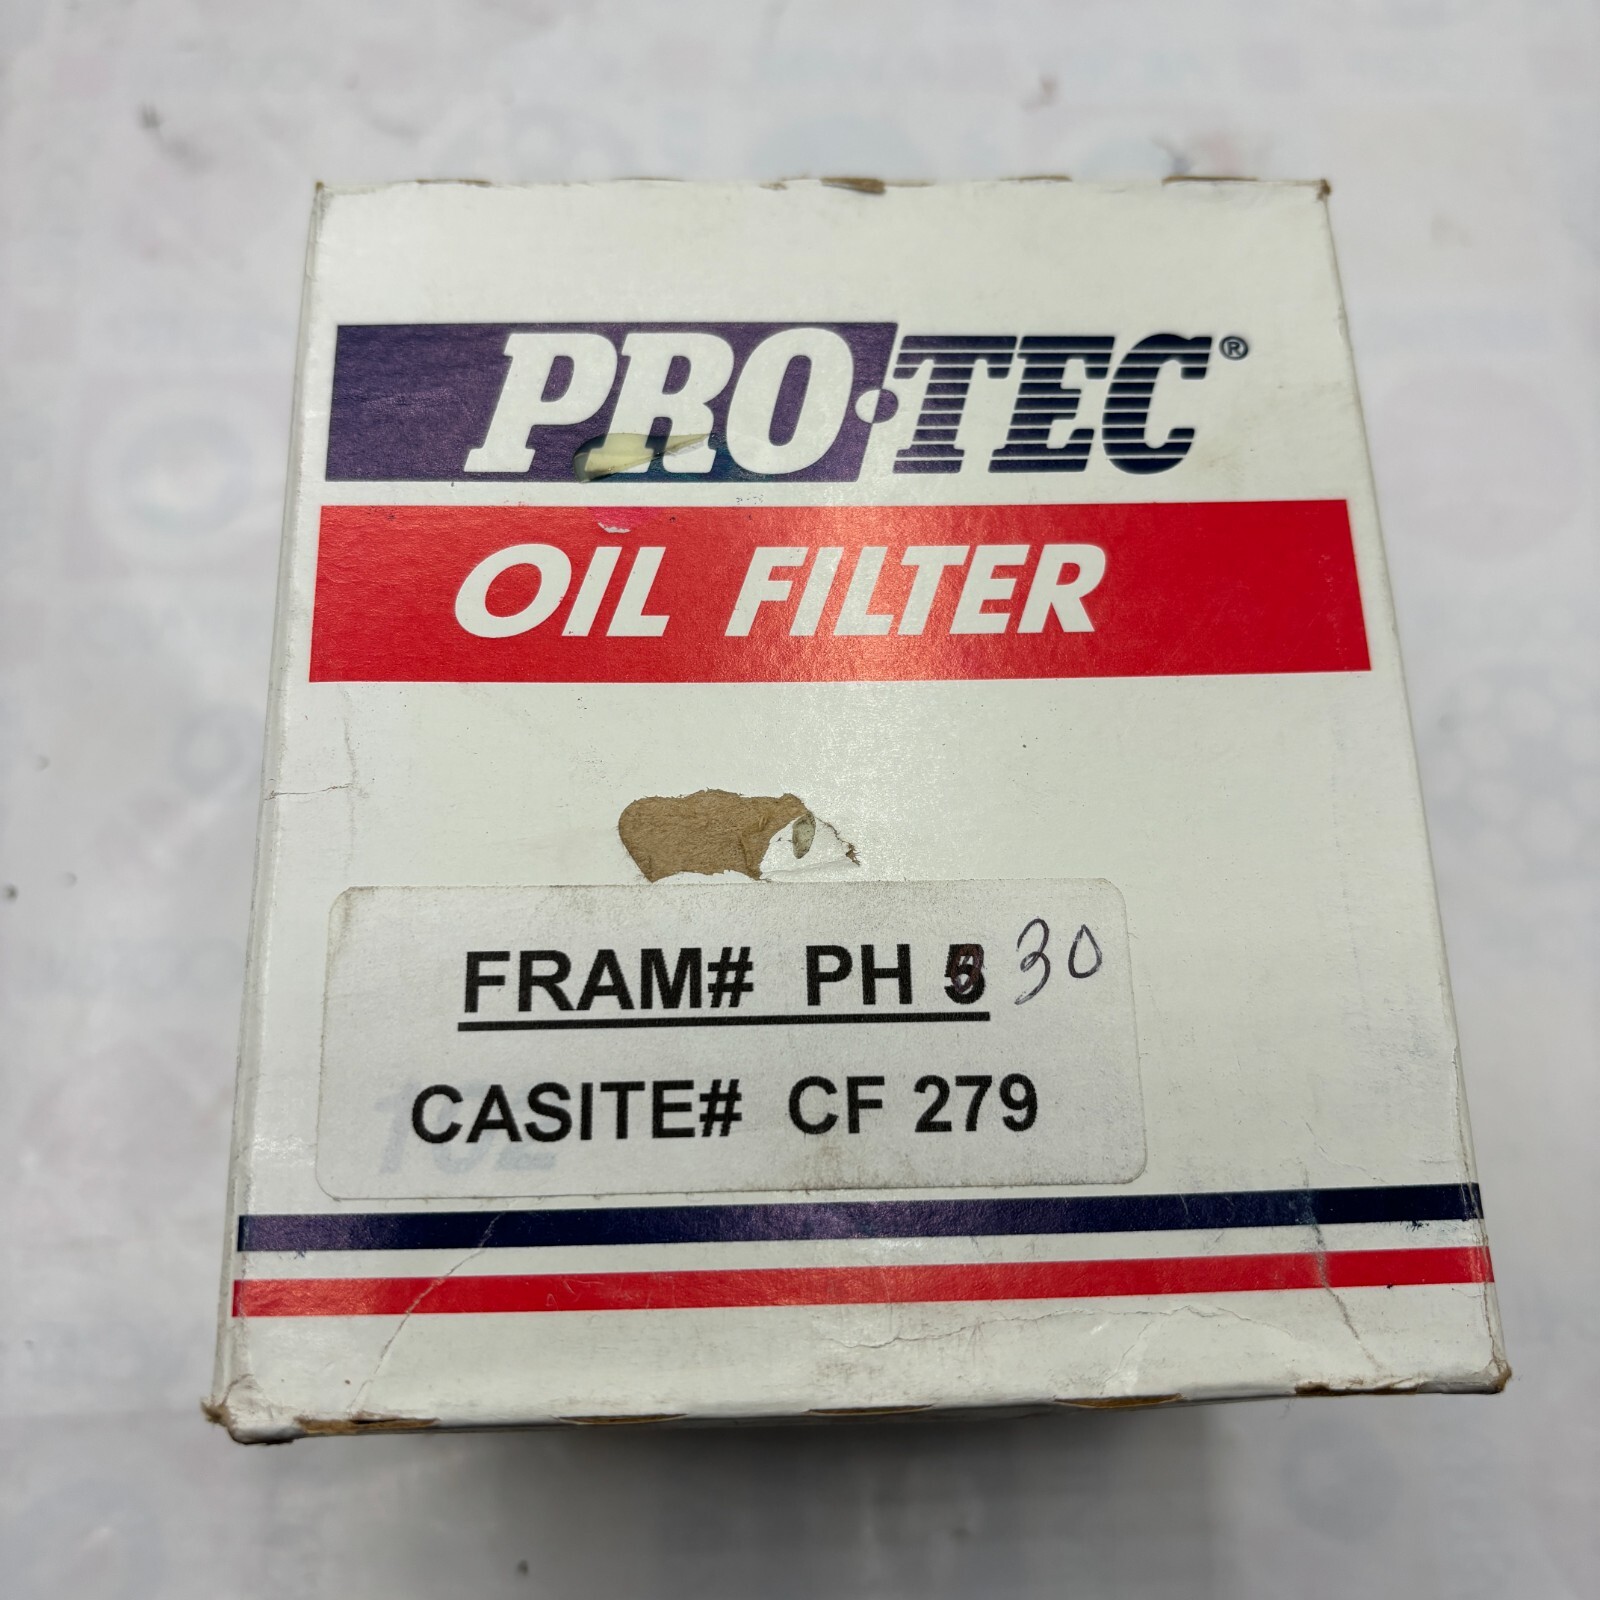 PRO·TEC®
OIL FILTER
FRAM# PH 30
CASITE# CF 279